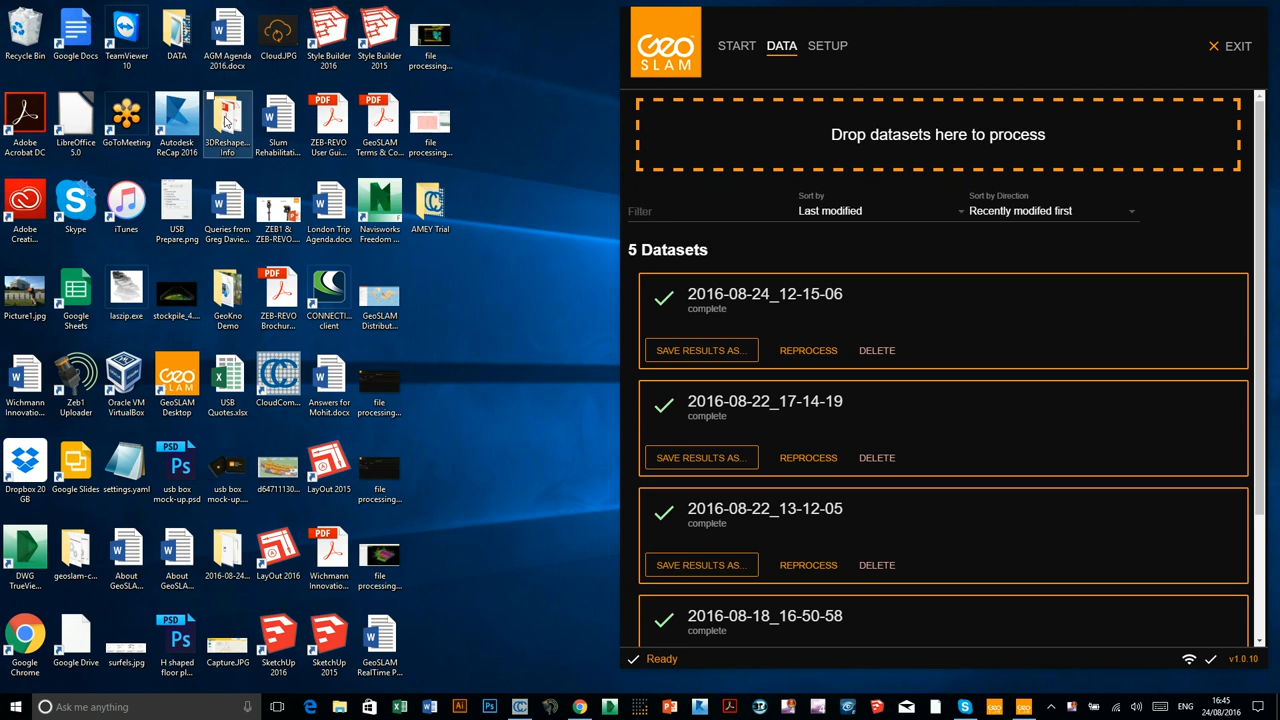 Recycle Bin
Google Docs
TeamViewer
10
DATA
AGM Agenda
2016.docx
Cloud.JPG
Style Builder
2016
Style Builder
2015
file
processing...
Adobe
Acrobat DC
LibreOffice
5.0
GoToMeeting
Autodesk
ReCap 2016
3DReshape...
Info
Slum
Rehabilitati...
PDF
ZEB-REVO
User Gui...
PDF
GeoSLAM
Terms & Co...
file
processing...
Adobe
Creati...
Skype
iTunes
USB
Prepare.png
Queries from
Greg Davie...
ZEB1 &
ZEB-REVO...
London Trip
Agenda.docx
Navisworks
Freedom ...
AMEY Trial
Picture1.jpg
Google
Sheets
laszip.exe
stockpile_4....
GeoKno
Demo
PDF
ZEB-REVO
Brochur...
CONNECTI...
client
GeoSLAM
Distribut...
Wichmann
Innovatio...
Zeb1
Uploader
Oracle VM
VirtualBox
GEO
SLAM
GeoSLAM
Desktop
USB
Quotes.xlsx
CloudCom...
Answers for
Mohit.docx
file
processing...
Dropbox 20
GB
Google Slides
settings.yaml
PSD
Ps
usb box
mock-up.psd
usb box
mock-up....
d64711130...
LayOut 2015
file
processing...
DWG
TrueVie...
geoslam-c...
About
GeoSLA...
About
GeoSLA...
2016-08-24...
LayOut 2016
PDF
Wichmann
Innovatio...
file
processing...
Google
Chrome
Google Drive
surfels.jpg
PSD
Ps
H shaped
floor pl...
Capture.JPG
SketchUp
2016
SketchUp
2015
GeoSLAM
RealTime P...
GEO
SLAM
START DATA SETUP
EXIT
Drop datasets here to process
Filter
Sort by
Last modified
Sort by Direction
Recently modifed first
5 Datasets
2016-08-24_12-15-06
complete
SAVE RESULTS AS... REPROCESS DELETE
2016-08-22_17-14-19
complete
SAVE RESULTS AS... REPROCESS DELETE
2016-08-22_13-12-05
complete
SAVE RESULTS AS... REPROCESS DELETE
2016-08-18_16-50-58
complete
Ready
v1.0.10
Ask me anything
ENG
16:45
24/08/2016